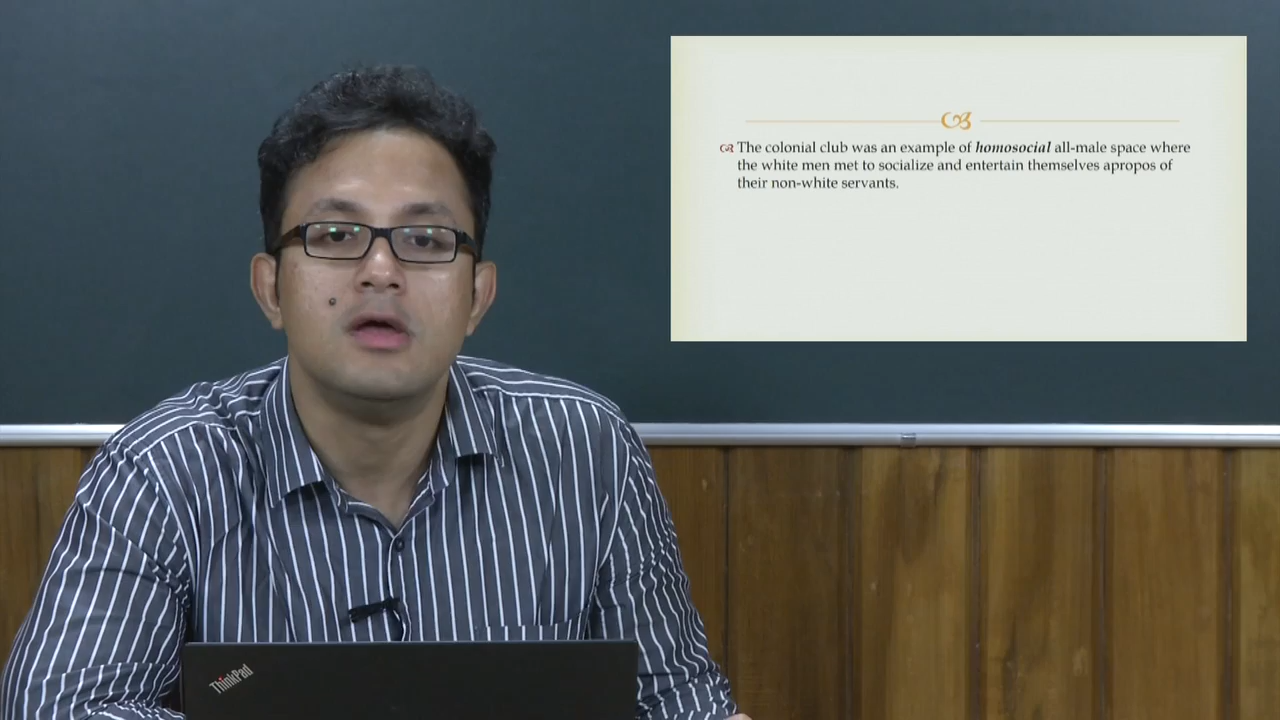 The colonial club was an example of homosocial all-male space where
the white men met to socialize and entertain themselves apropos of
their non-white servants.
ThinkPad